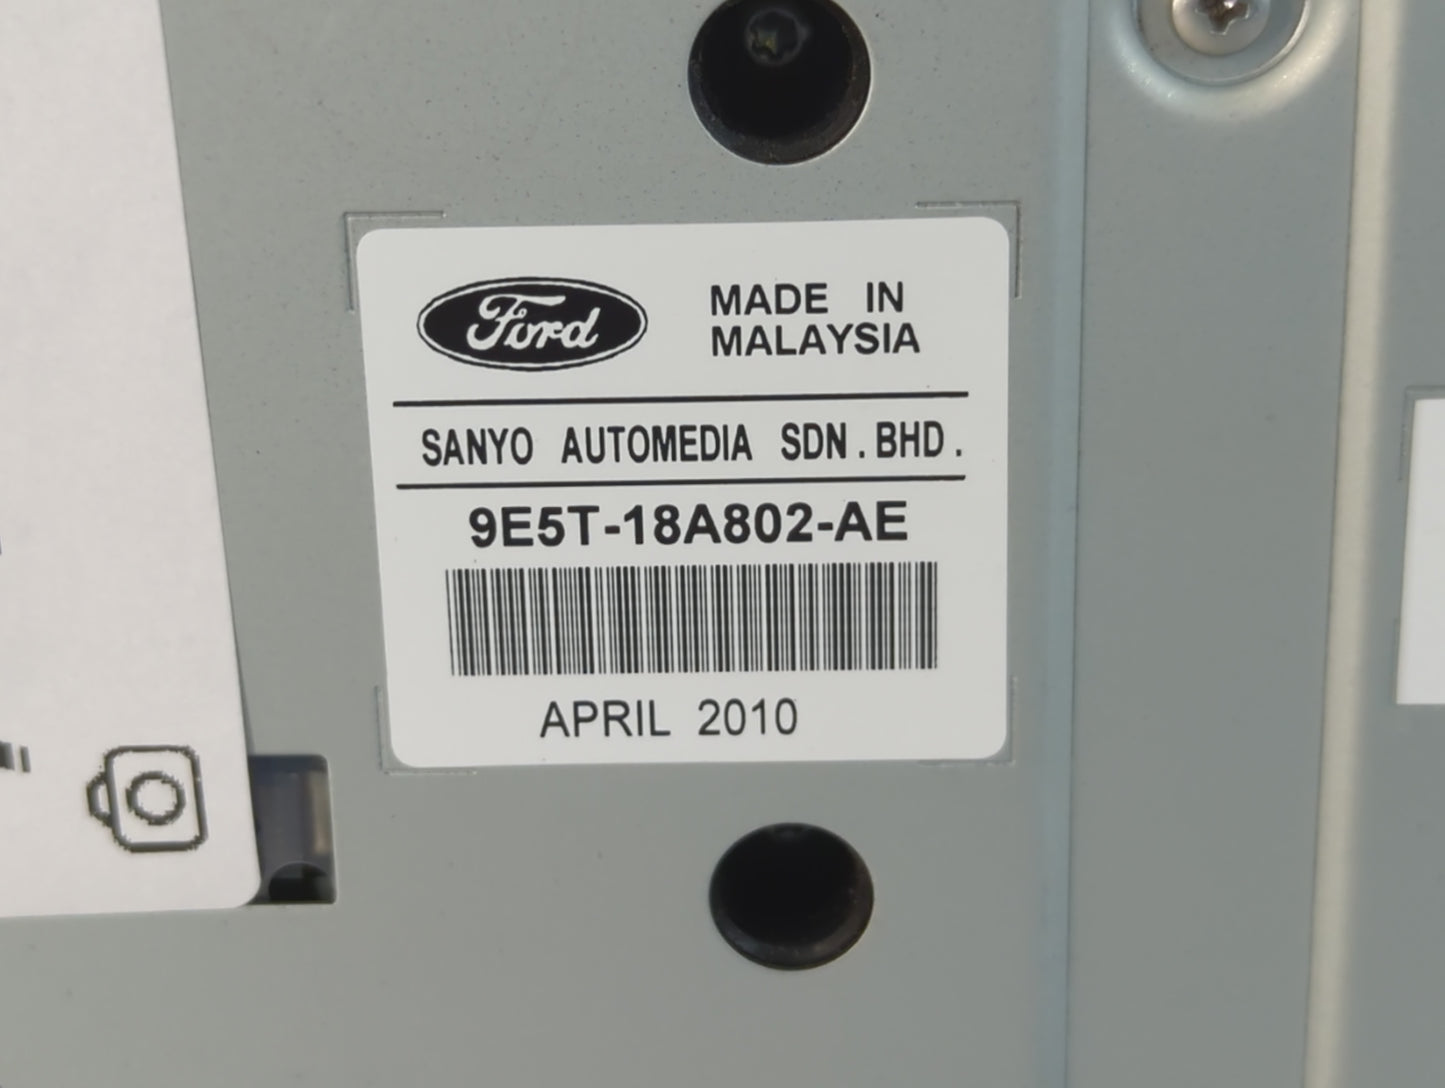 Ford
MADE IN
MALAYSIA
SANYO AUTOMEDIA SDN.BHD.
9E5T-18A802-AE
APRIL 2010